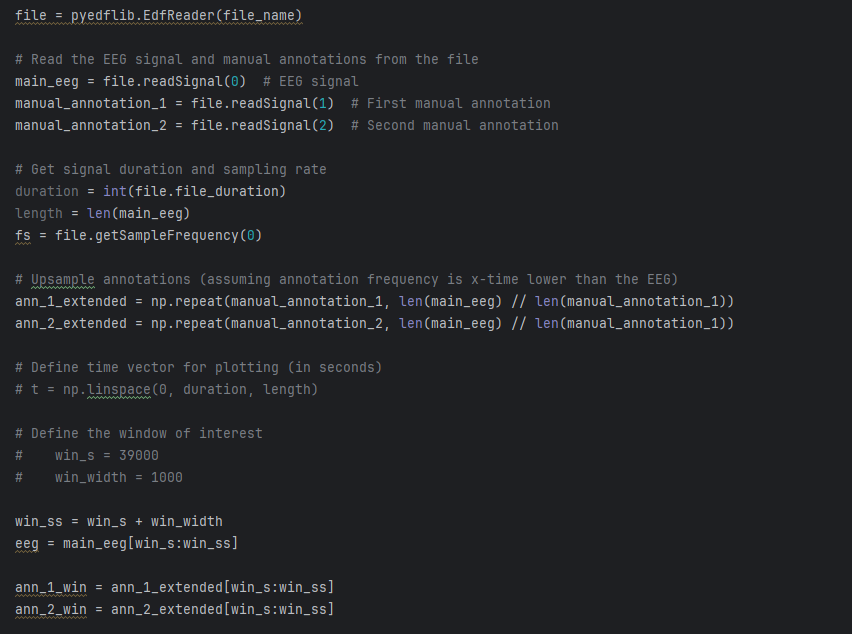 file = pyedflib.EdfReader(file_name)
# Read the EEG signal and manual annotations from the file
main_eeg = file.readSignal(0)  # EEG signal
manual_annotation_1 = file.readSignal(1)  # First manual annotation
manual_annotation_2 = file.readSignal(2)  # Second manual annotation
# Get signal duration and sampling rate
duration = int(file.file_duration)
length = len(main_eeg)
fs = file.getSampleFrequency(0)
# Upsample annotations (assuming annotation frequency is x-time lower than the EEG)
ann_1_extended = np.repeat(manual_annotation_1, len(main_eeg) // len(manual_annotation_1))
ann_2_extended = np.repeat(manual_annotation_2, len(main_eeg) // len(manual_annotation_1))
# Define time vector for plotting (in seconds)
# t = np.linspace(0, duration, length)
# Define the window of interest
#    win_s = 39000
#    win_width = 1000
win_ss = win_s + win_width
eeg = main_eeg[win_s:win_ss]
ann_1_win = ann_1_extended[win_s:win_ss]
ann_2_win = ann_2_extended[win_s:win_ss]